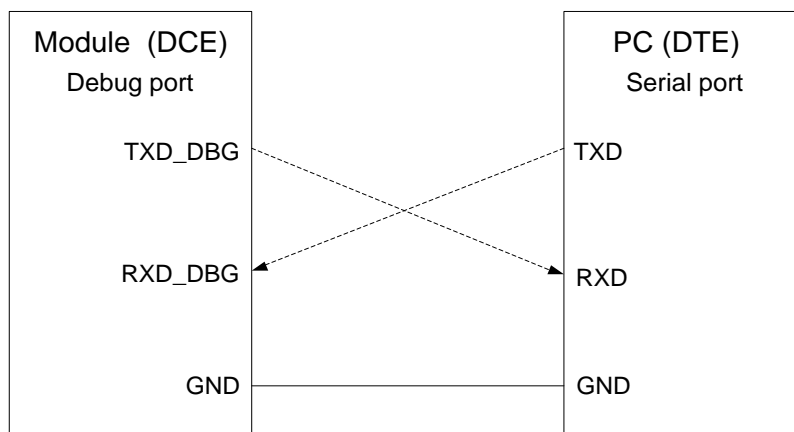 Module  (DCE)
Debug port
TXD_DBG
RXD_DBG
GND
PC (DTE)
Serial port
TXD
RXD
GND